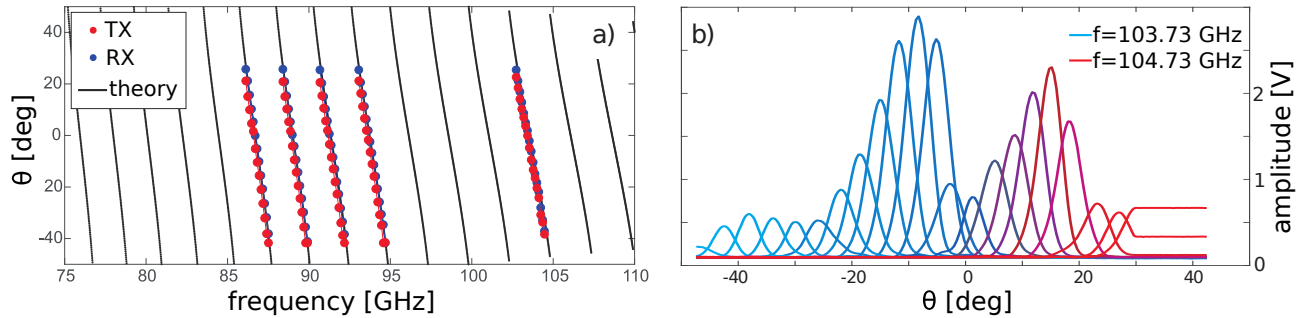 TX
RX
theory
a)
40
20
0
20
-40
θ [deg]
75
80
85
90
95
100
105
110
frequency [GHz]
b)
f=103.73 GHz
f=104.73 GHz
2
1
0
amplitude [V]
-40
-20
0
20
40
θ [deg]